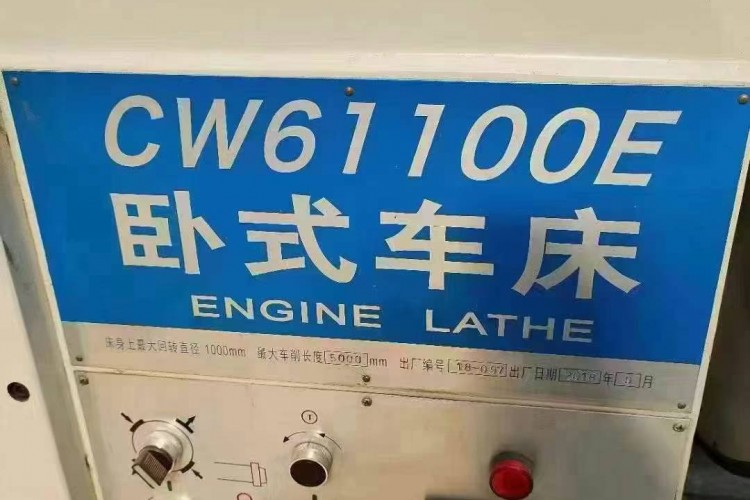 CW61100E
卧式车床
ENGINE LATHE
床身上最大回转直径 1000mm 最大车削长度 5000 mm 出厂编号 18-097 出厂日期 2018 年 月